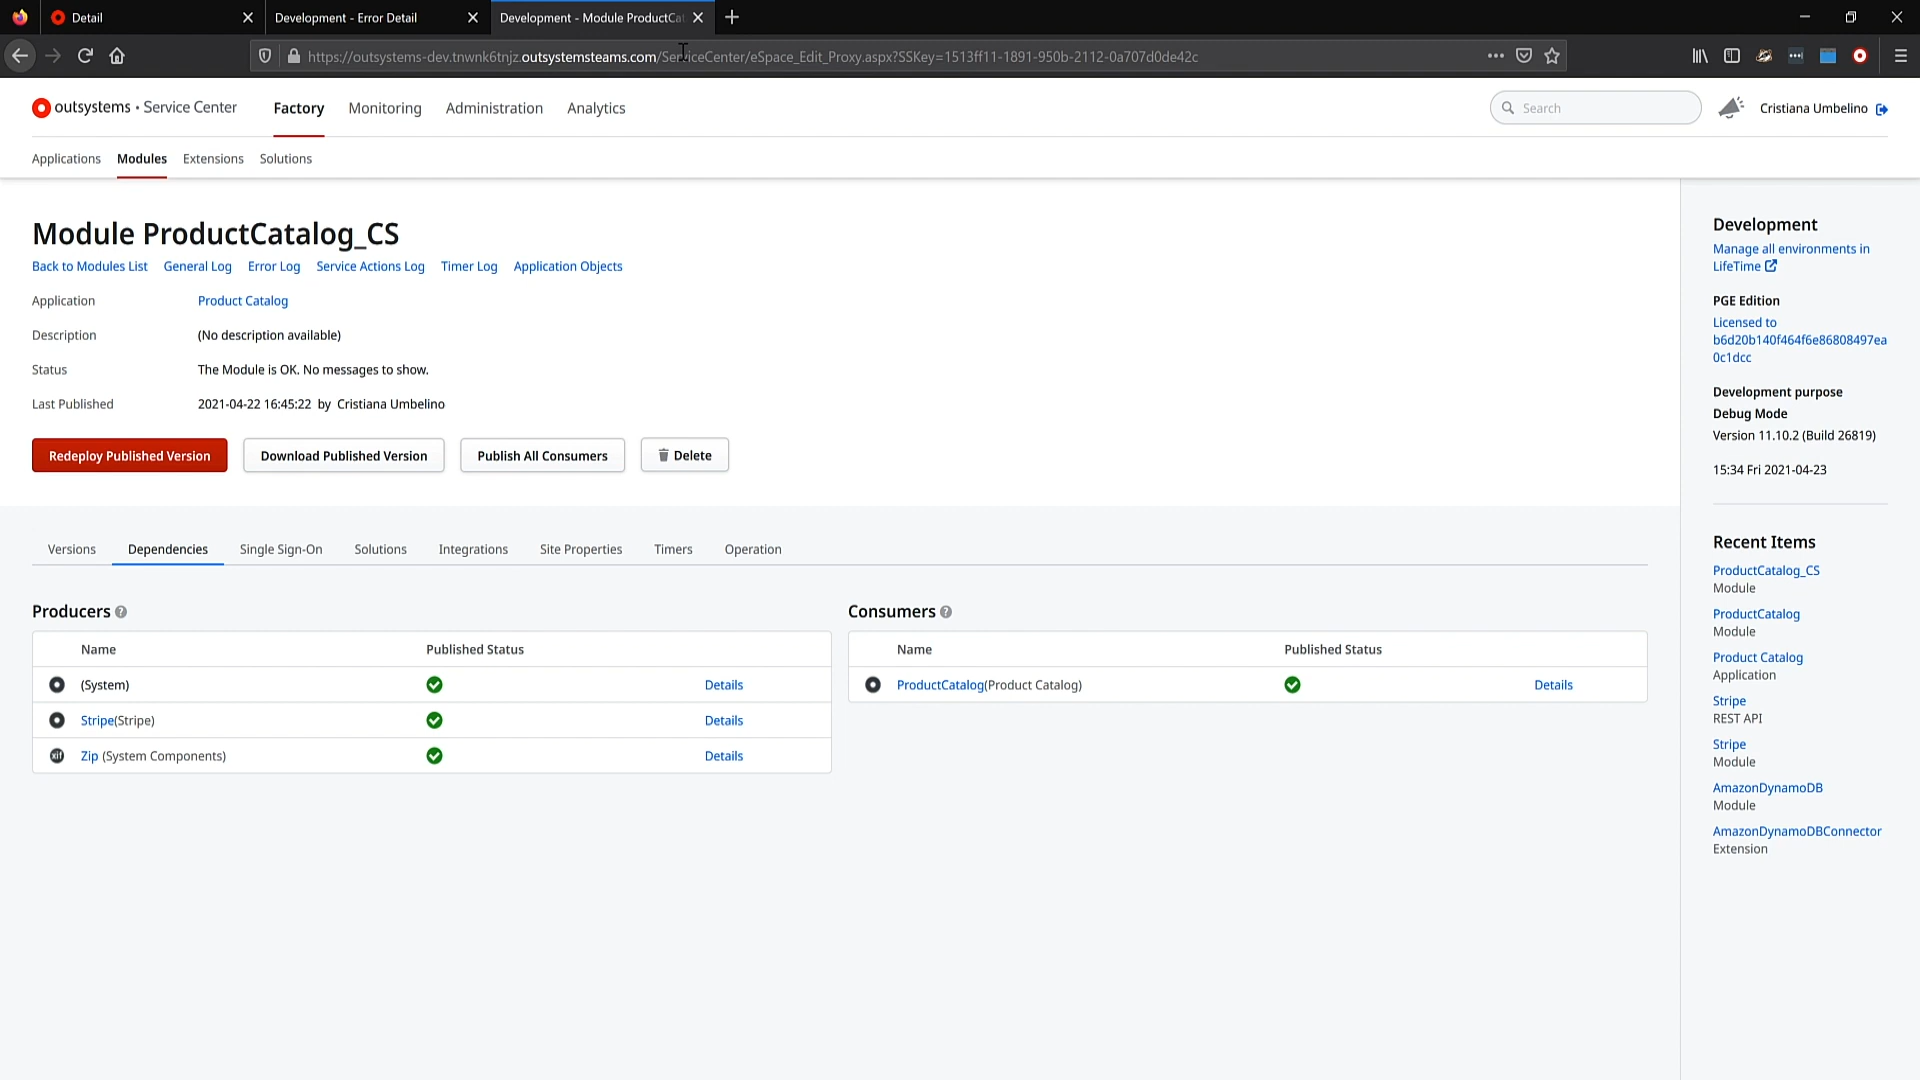 Detail
Development - Error Detail
Development - Module ProductCat
https://outsystems-dev.tnwnk6tnjz.outsystemsteams.com/ServiceCenter/eSpace_Edit_Proxy.aspx?SSKey=1513ff11-1891-950b-2112-0a707d0de42c
outsystems • Service Center
Factory
Monitoring
Administration
Analytics
Search
Cristiana Umbelino
Applications
Modules
Extensions
Solutions
Module ProductCatalog_CS
Back to Modules List
General Log
Error Log
Service Actions Log
Timer Log
Application Objects
Application
Product Catalog
Description
(No description available)
Status
The Module is OK. No messages to show.
Last Published
2021-04-22 16:45:22 by Cristiana Umbelino
Redeploy Published Version
Download Published Version
Publish All Consumers
Delete
Versions
Dependencies
Single Sign-On
Solutions
Integrations
Site Properties
Timers
Operation
Producers ?
Name
Published Status
(System)
Details
Stripe(Stripe)
Details
xif
Zip (System Components)
Details
Consumers ?
Name
Published Status
ProductCatalog(Product Catalog)
Details
Development
Manage all environments in
LifeTime
PGE Edition
Licensed to
b6d20b140f464f6e86808497ea
0c1dcc
Development purpose
Debug Mode
Version 11.10.2 (Build 26819)
15:34 Fri 2021-04-23
Recent Items
ProductCatalog_CS
Module
ProductCatalog
Module
Product Catalog
Application
Stripe
REST API
Stripe
Module
AmazonDynamoDB
Module
AmazonDynamoDBConnector
Extension